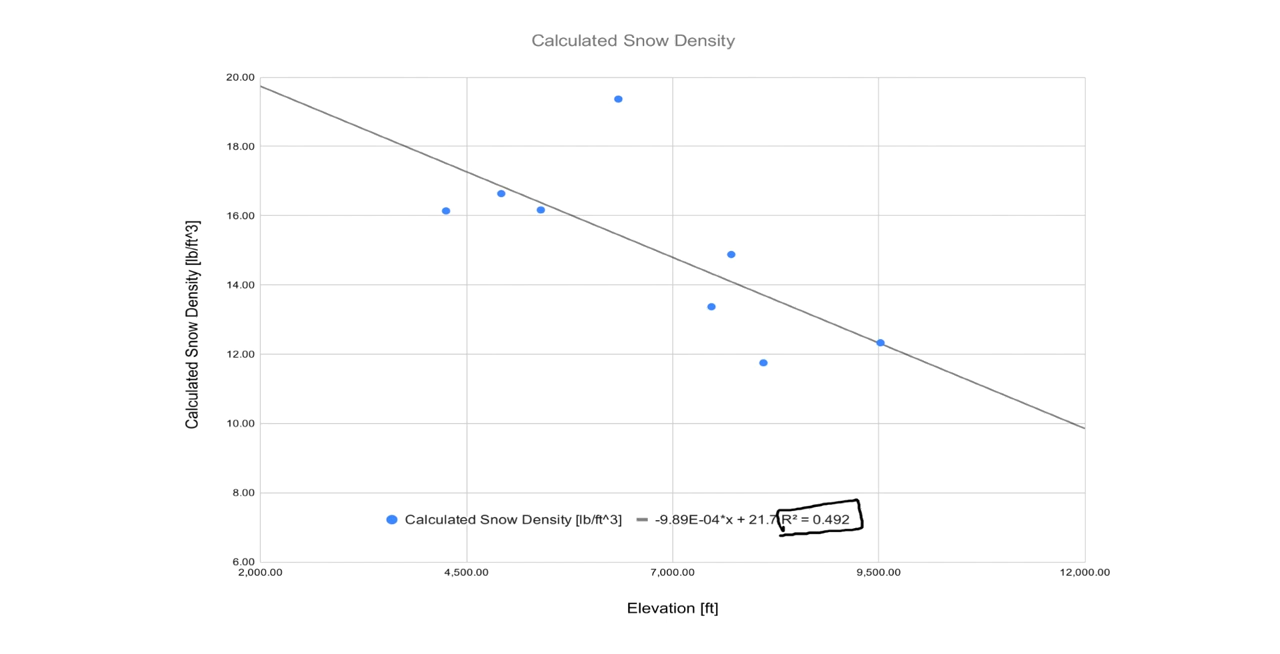 Calculated Snow Density
20.00
18.00
16.00
14.00
12.00
10.00
8.00
6.00
Calculated Snow Density [lb/ft^3]
Calculated Snow Density [lb/ft^3] -9.89E-04*x + 21.7 R² = 0.492
2,000.00 4,500.00 7,000.00 9,500.00 12,000.00
Elevation [ft]